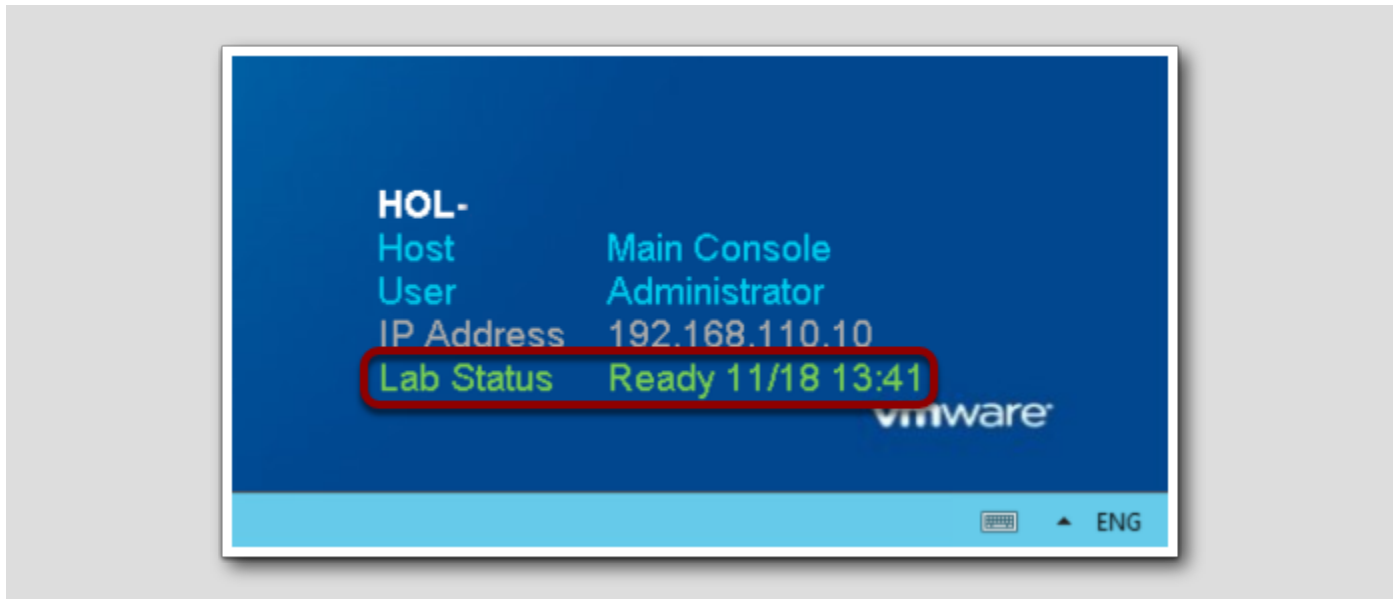 HOL-
Host Main Console
User Administrator
IP Address 192.168.110.10
Lab Status Ready 11/18 13:41
vmware
ENG